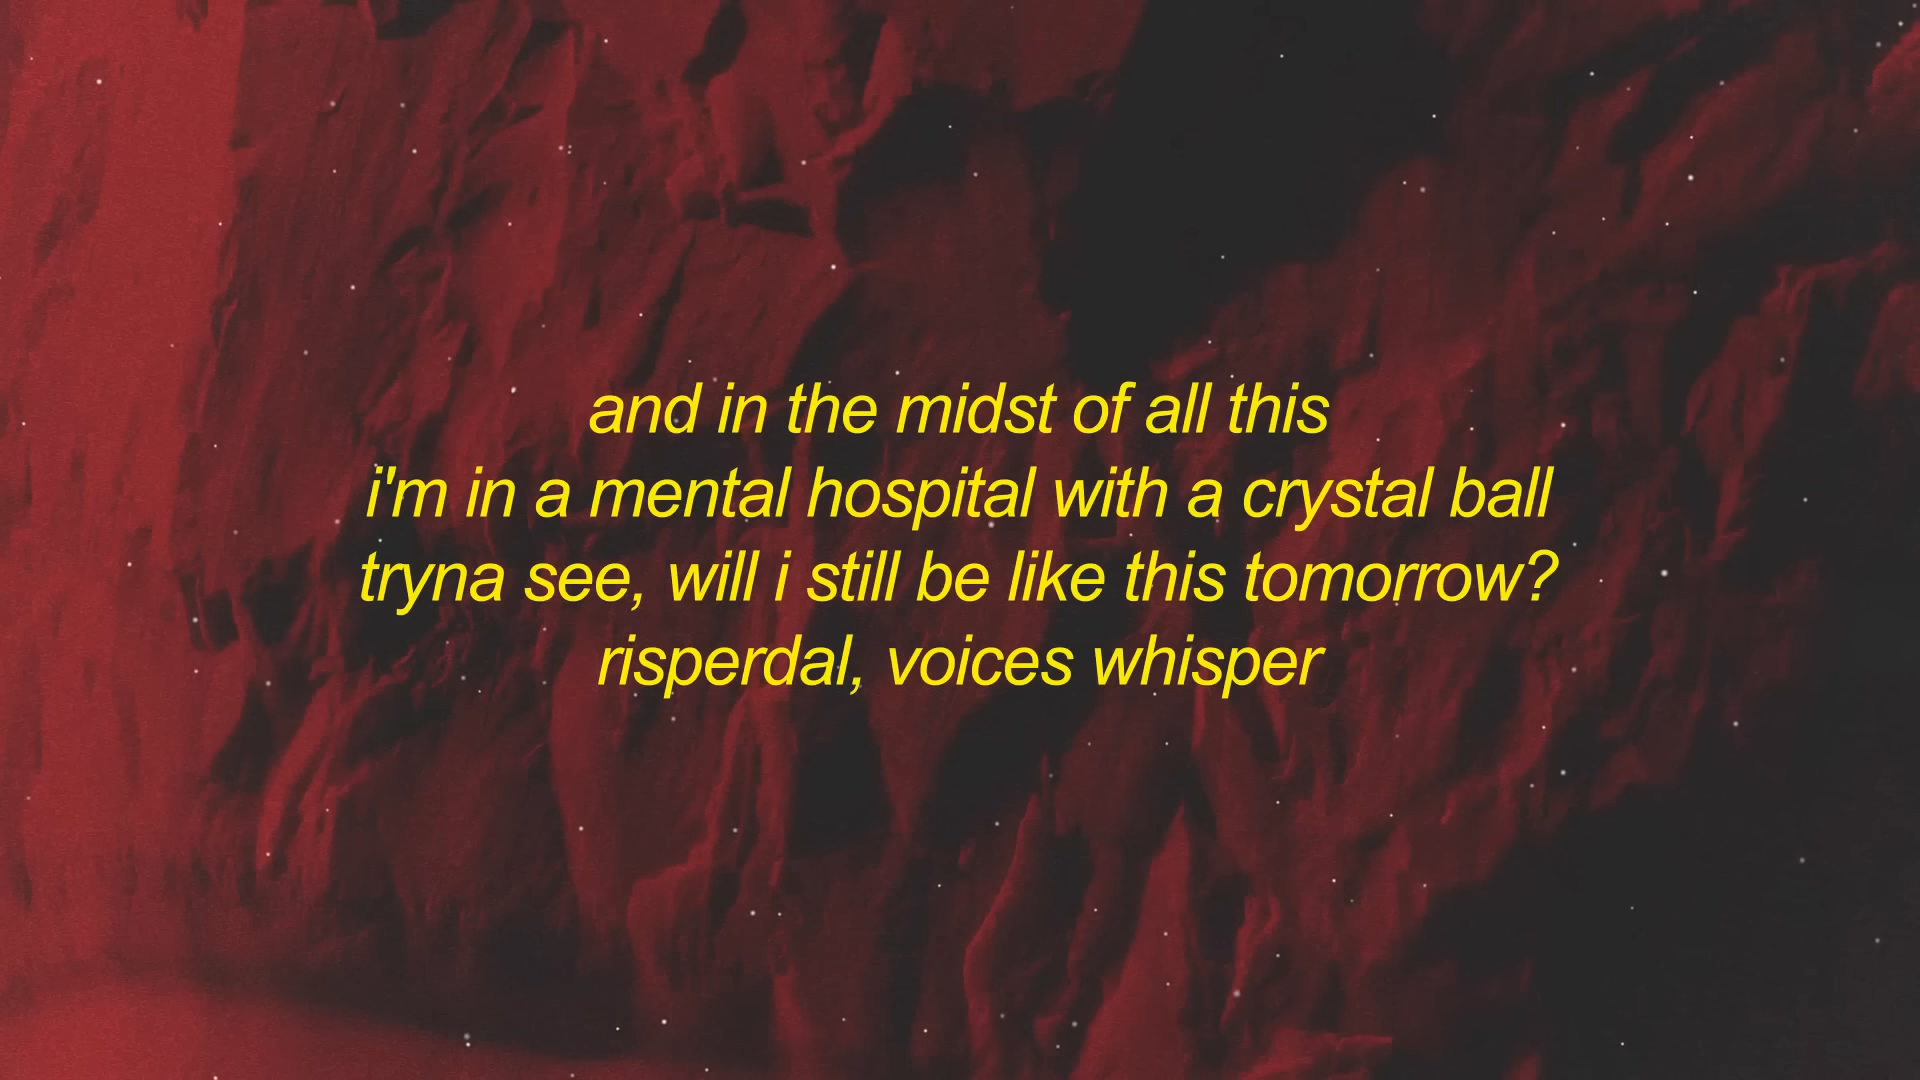 and in the midst of all this
i'm in a mental hospital with a crystal ball
tryna see, will i still be like this tomorrow?
risperdal, voices whisper